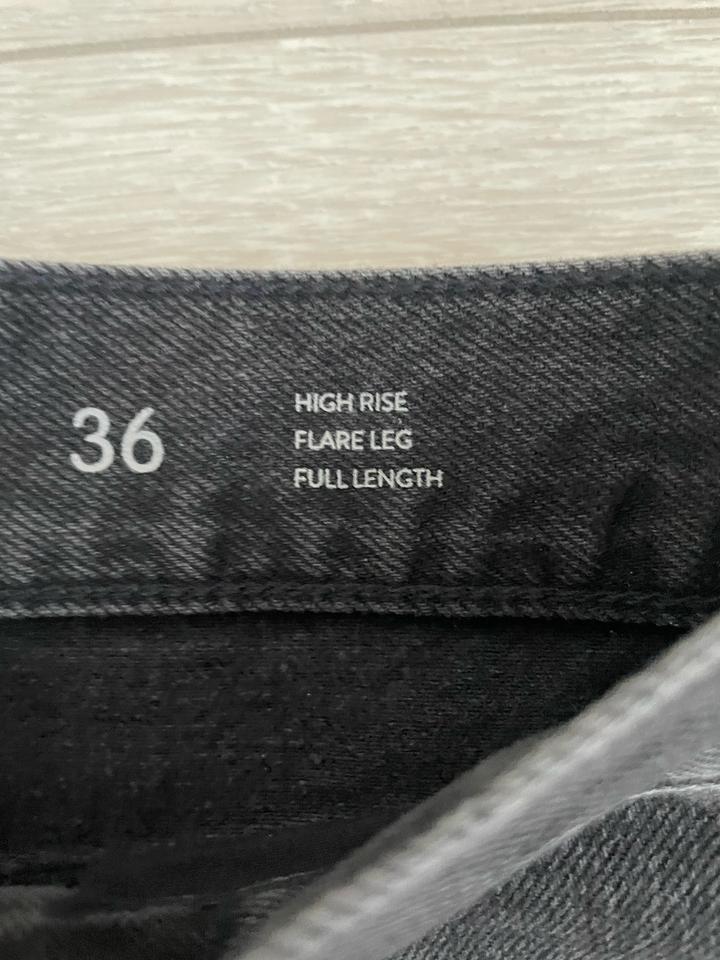 36
HIGH RISE
FLARE LEG
FULL LENGTH